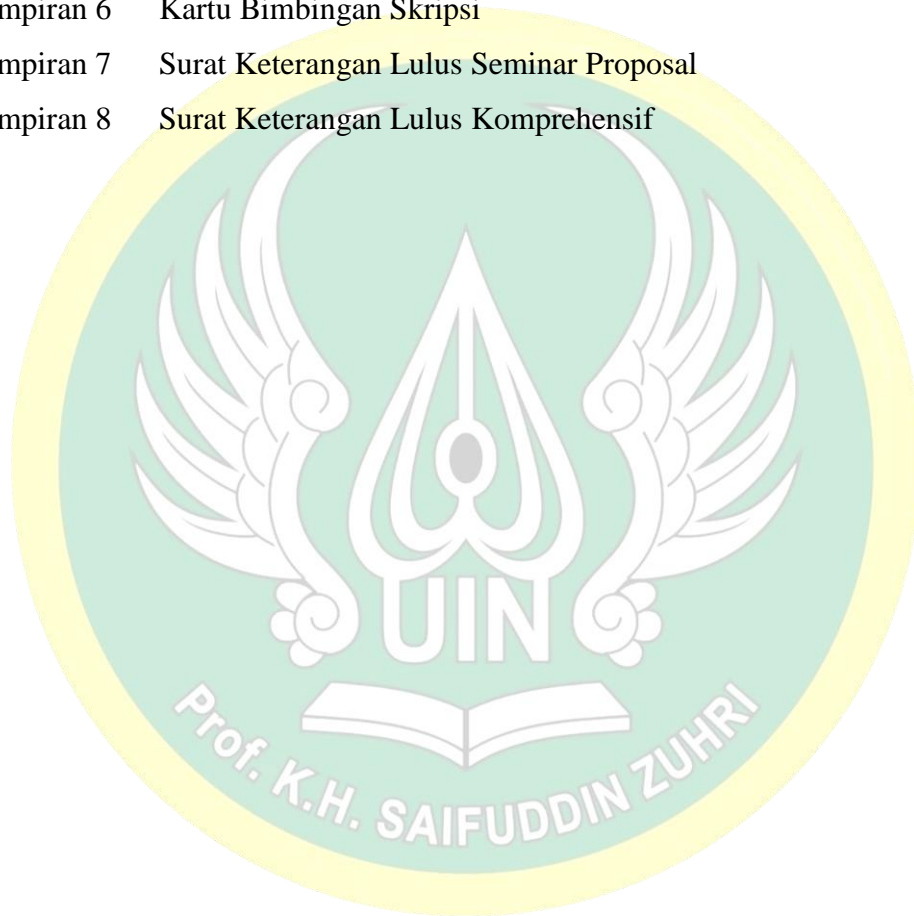 mpiran 6 Kartu Bimbingan Skripsi
mpiran 7 Surat Keterangan Lulus Seminar Proposal
mpiran 8 Surat Keterangan Lulus Komprehensif
UIN
Prof. K.H. SAIFUDDIN ZUHRI